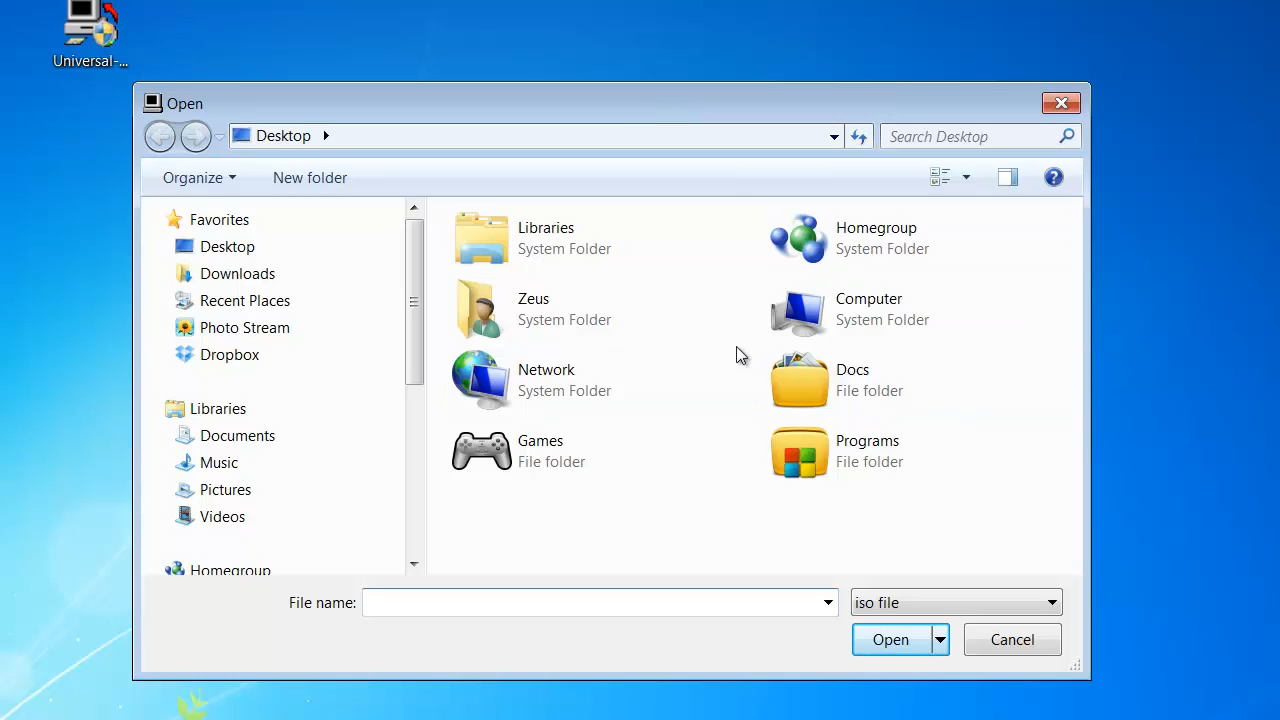 Universal-...
Open
Desktop
Search Desktop
Organize
New folder
Favorites
Desktop
Downloads
Recent Places
Photo Stream
Dropbox
Libraries
Documents
Music
Pictures
Videos
Homegroup
Libraries
System Folder
Homegroup
System Folder
Zeus
System Folder
Computer
System Folder
Network
System Folder
Docs
File folder
Games
File folder
Programs
File folder
File name:
iso file
Open
Cancel